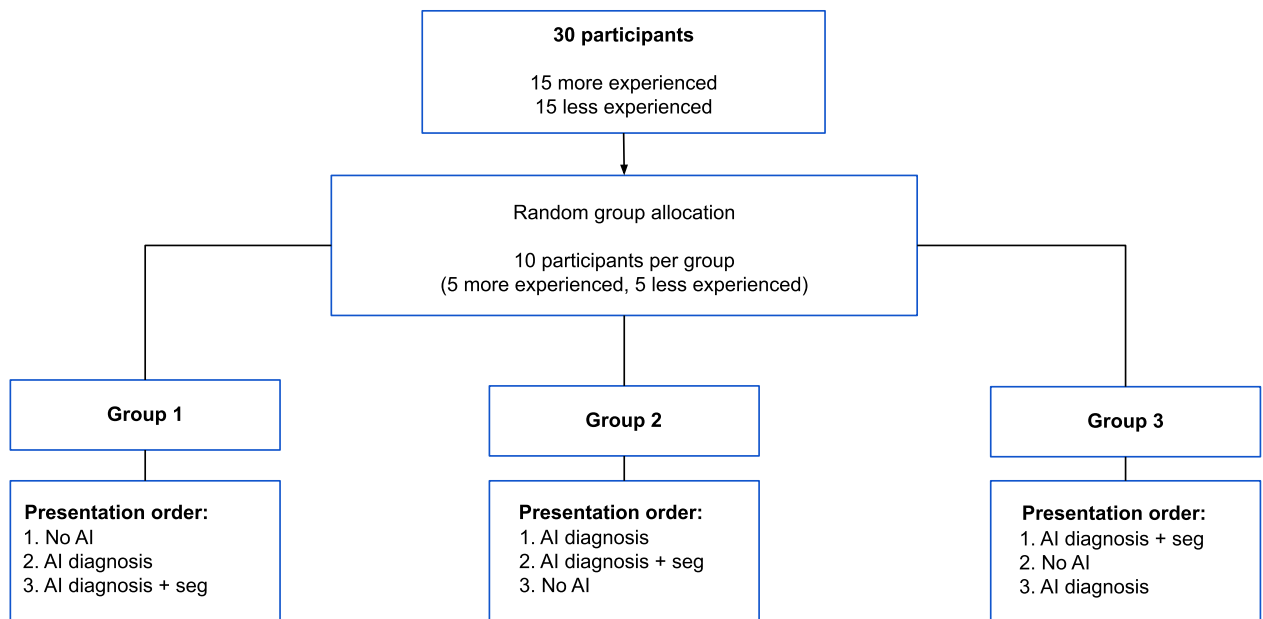 30 participants
15 more experienced
15 less experienced
Random group allocation
10 participants per group
(5 more experienced, 5 less experienced)
Group 1
Presentation order:
1. No AI
2. AI diagnosis
3. AI diagnosis + seg
Group 2
Presentation order:
1. AI diagnosis
2. AI diagnosis + seg
3. No AI
Group 3
Presentation order:
1. AI diagnosis + seg
2. No AI
3. AI diagnosis